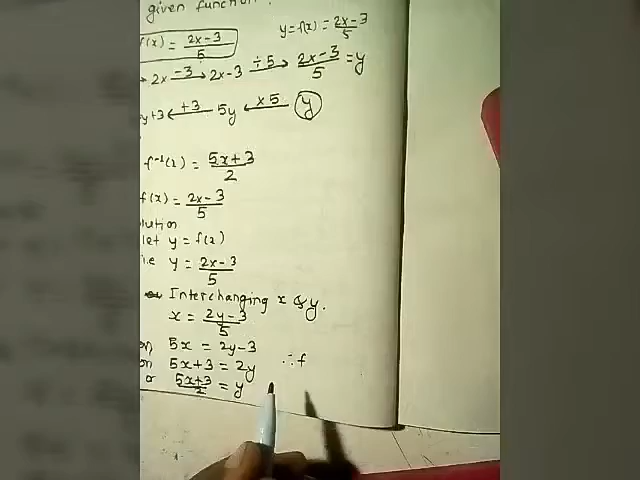 given function.
f(x) = 2x-3/5
y = f(x) = 2x-3/5
2x -3→ 2x-3 ÷5→ 2x-3/5 = y
y+3 ←+3 5y ←×5 y
f⁻¹(x) = 5x+3/2
f(x) = 2x-3/5
lution
let y = f(x)
i.e y = 2x-3/5
Interchanging x & y.
x = 2y-3/5
or, 5x = 2y-3
or, 5x+3 = 2y
or 5x+3/2 = y
∴ f